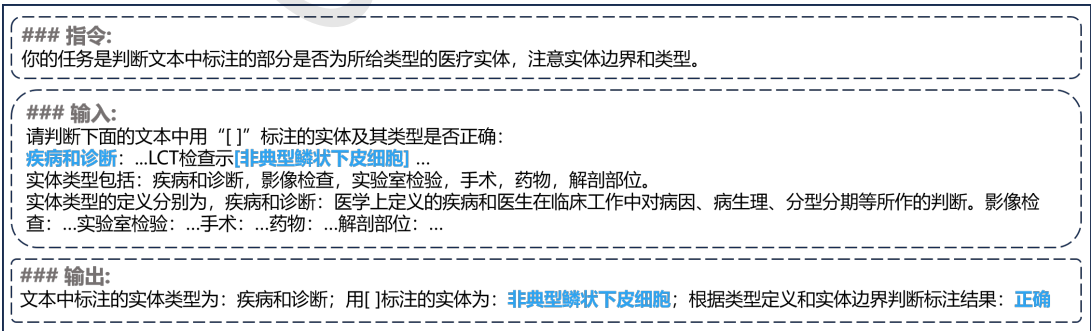 ### 指令:
你的任务是判断文本中标注的部分是否为所给类型的医疗实体，注意实体边界和类型。
### 输入:
请判断下面的文本中用“[ ]”标注的实体及其类型是否正确：
疾病和诊断：...LCT检查示[非典型鳞状下皮细胞] ...
实体类型包括：疾病和诊断，影像检查，实验室检验，手术，药物，解剖部位。
实体类型的定义分别为，疾病和诊断：医学上定义的疾病和医生在临床工作中对病因、病生理、分型分期等所作的判断。影像检
查：...实验室检验：...手术：...药物：...解剖部位：...
### 输出:
文本中标注的实体类型为：疾病和诊断；用[ ]标注的实体为：非典型鳞状下皮细胞；根据类型定义和实体边界判断标注结果：正确